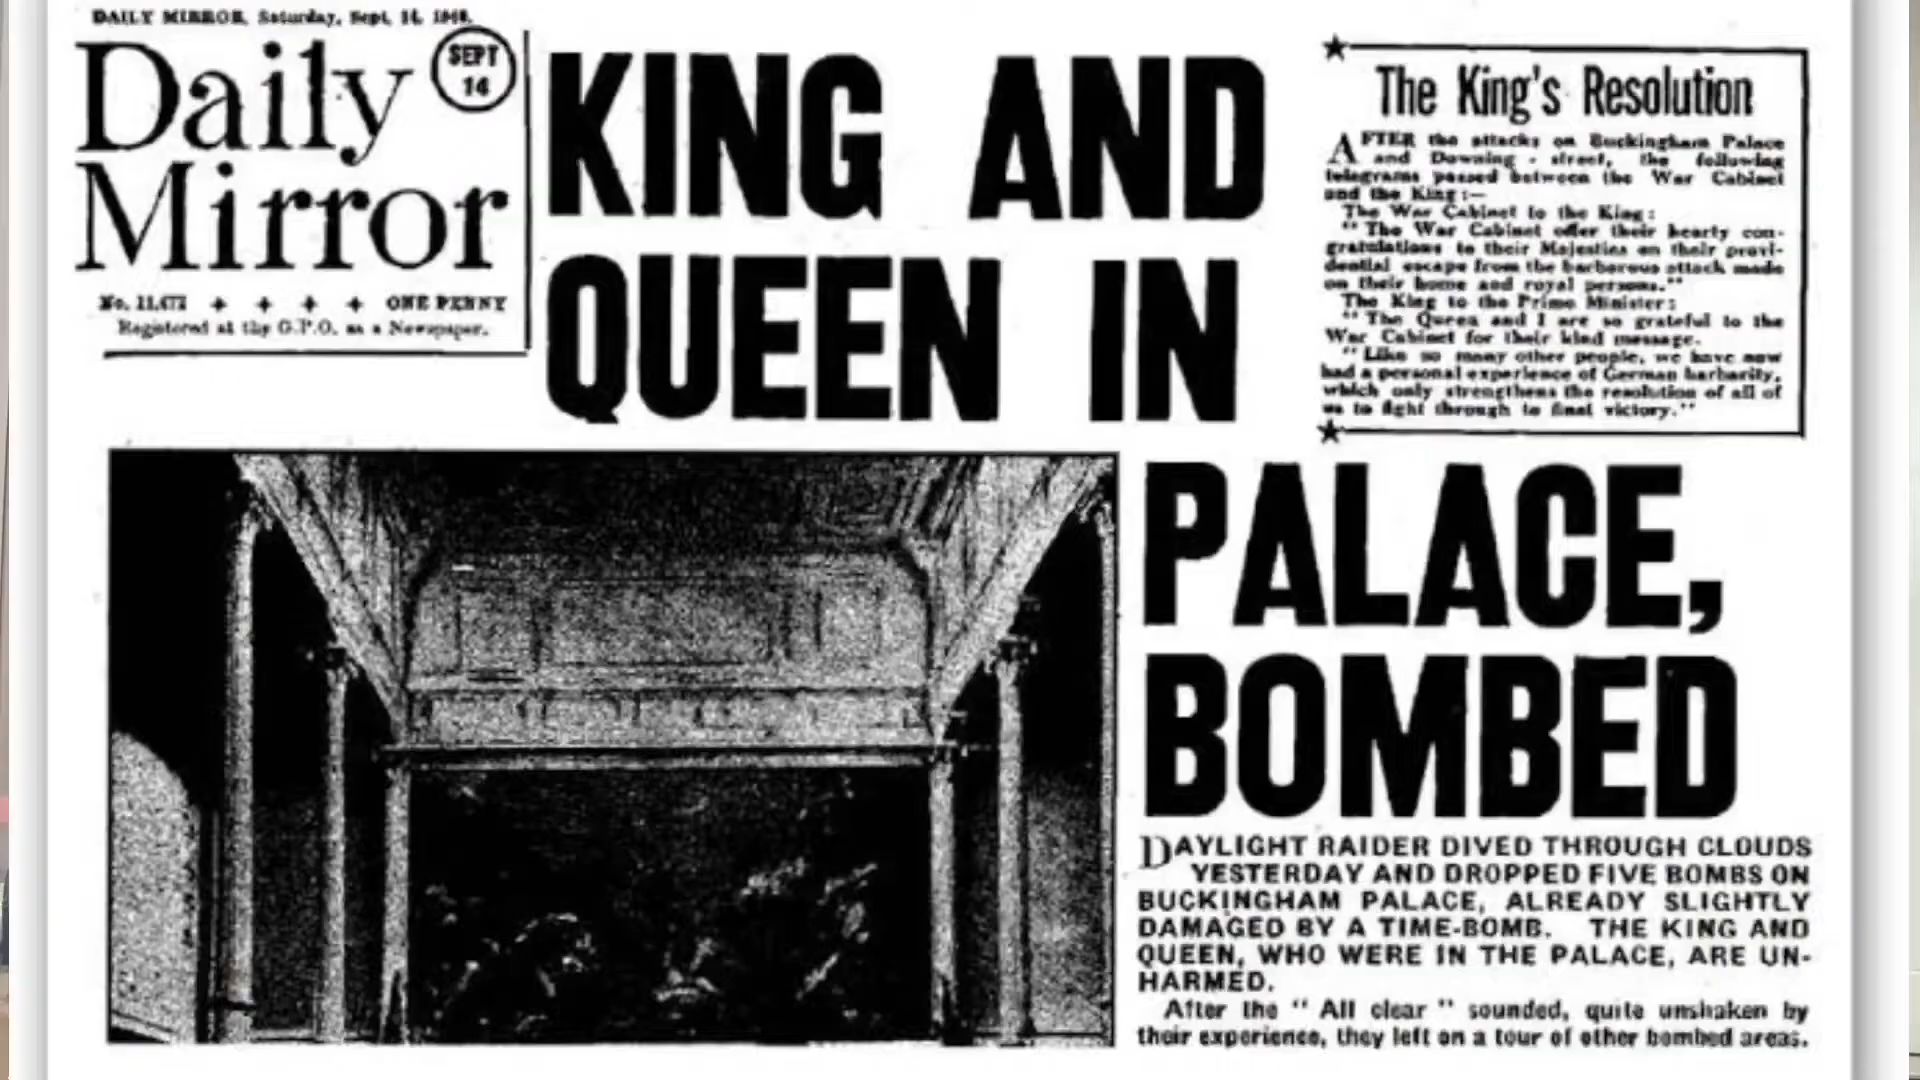 DAILY MIRROR, Saturday, Sept. 14, 1940.
Daily
Mirror
SEPT
14
ONE PENNY
Registered at the G.P.O. as a Newspaper.
KING AND
QUEEN IN
PALACE,
BOMBED
The King's Resolution
AFTER the attacks on Buckingham Palace
and Downing - street, the following
telegrams passed between the War Cabinet
and the King:—
The War Cabinet to the King:
"The War Cabinet offer their hearty con-
gratulations to their Majesties on their provi-
dential escape from the barbarous attack made
on their home and royal persons."
The King to the Prime Minister:
"The Queen and I are so grateful to the
War Cabinet for their kind message.
"Like so many other people, we have now
had a personal experience of German barbarity,
which only strengthens the resolution of all of
us to fight through to final victory."
DAYLIGHT RAIDER DIVED THROUGH CLOUDS
YESTERDAY AND DROPPED FIVE BOMBS ON
BUCKINGHAM PALACE, ALREADY SLIGHTLY
DAMAGED BY A TIME-BOMB. THE KING AND
QUEEN, WHO WERE IN THE PALACE, ARE UN-
HARMED.
After the "All clear" sounded, quite unshaken by
their experience, they left on a tour of other bombed areas.